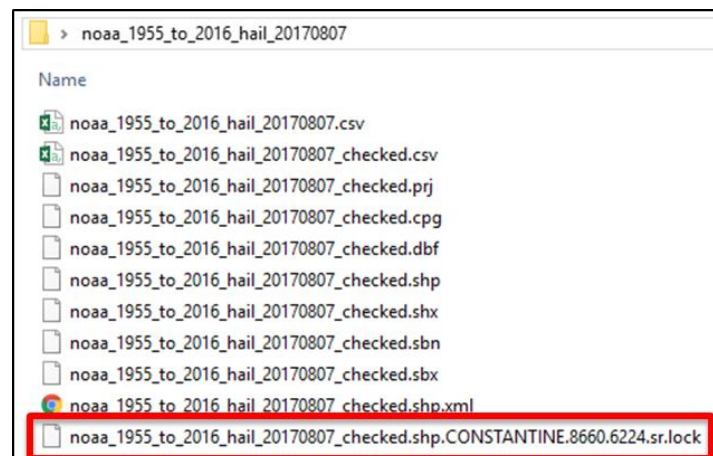 > noaa_1955_to_2016_hail_20170807
Name
noaa_1955_to_2016_hail_20170807.csv
noaa_1955_to_2016_hail_20170807_checked.csv
noaa_1955_to_2016_hail_20170807_checked.prj
noaa_1955_to_2016_hail_20170807_checked.cpg
noaa_1955_to_2016_hail_20170807_checked.dbf
noaa_1955_to_2016_hail_20170807_checked.shp
noaa_1955_to_2016_hail_20170807_checked.shx
noaa_1955_to_2016_hail_20170807_checked.sbn
noaa_1955_to_2016_hail_20170807_checked.sbx
noaa_1955_to_2016_hail_20170807_checked.shp.xml
noaa_1955_to_2016_hail_20170807_checked.shp.CONSTANTINE.8660.6224.sr.lock